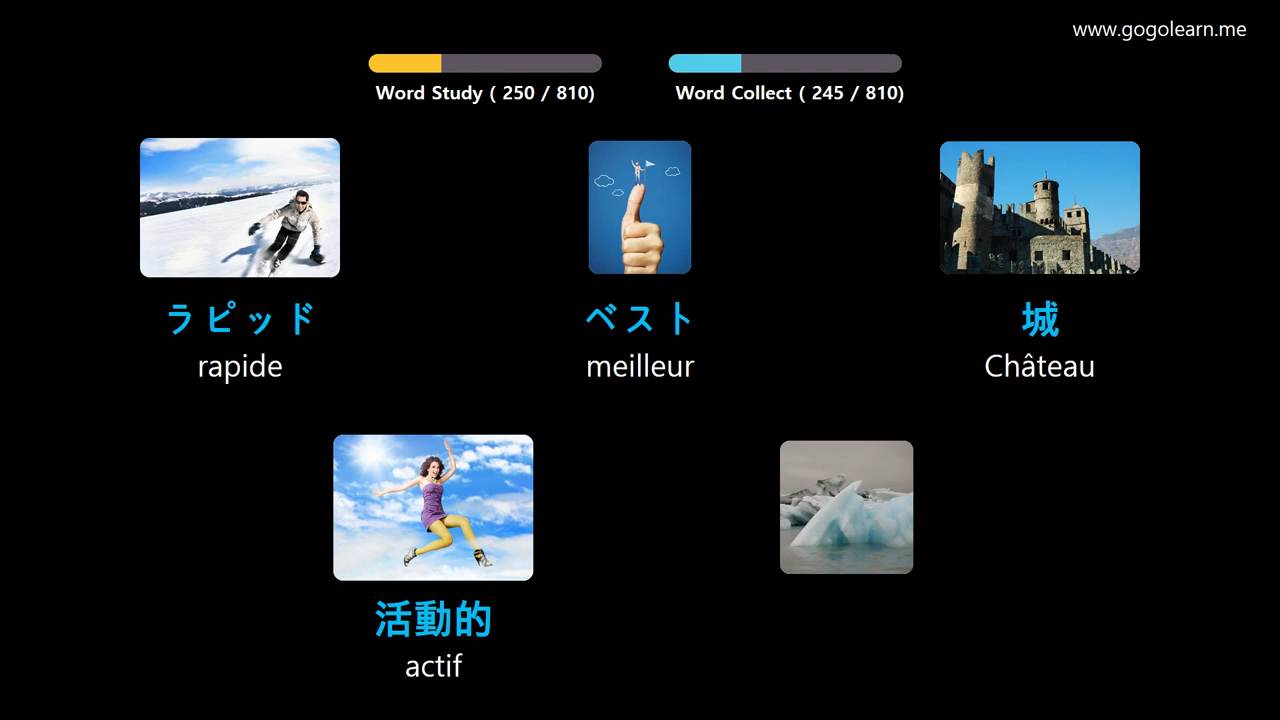 www.gogolearn.me
Word Study ( 250 / 810)
Word Collect ( 245 / 810)
ラピッド
rapide
ベスト
meilleur
城
Château
活動的
actif